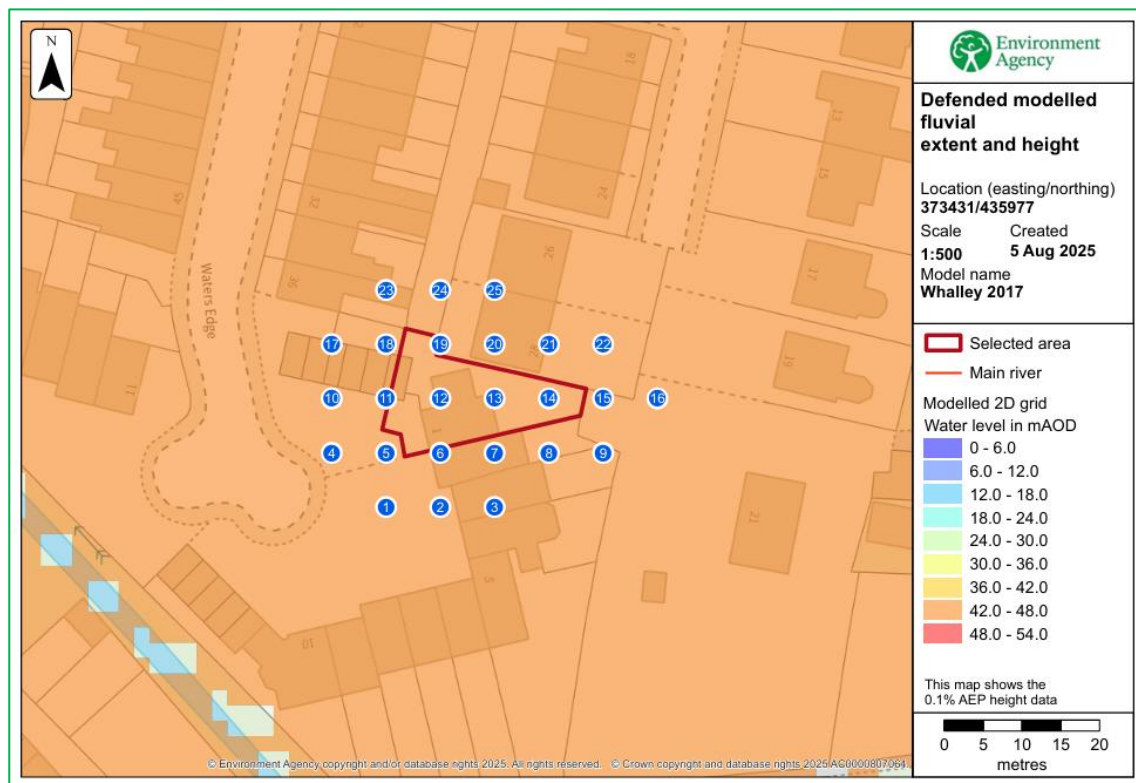 N
Environment
Agency
Defended modelled
fluvial
extent and height
Location (easting/northing)
373431/435977
Scale Created
1:500 5 Aug 2025
Model name
Whalley 2017
Selected area
Main river
Modelled 2D grid
Water level in mAOD
0 - 6.0
6.0 - 12.0
12.0 - 18.0
18.0 - 24.0
24.0 - 30.0
30.0 - 36.0
36.0 - 42.0
42.0 - 48.0
48.0 - 54.0
This map shows the
0.1% AEP height data
0 5 10 15 20
metres
18
13
15
24
45
32
26
Waters Edge
36
17
23 24 25
28
19
11
17 18 19 20 21 22
10 11 12 13 14 15 16
1
4 5 6 7 8 9
1 2 3
21
5
10
© Environment Agency copyright and/or database rights 2025. All rights reserved. © Crown copyright and database rights 2025 AC0000807064